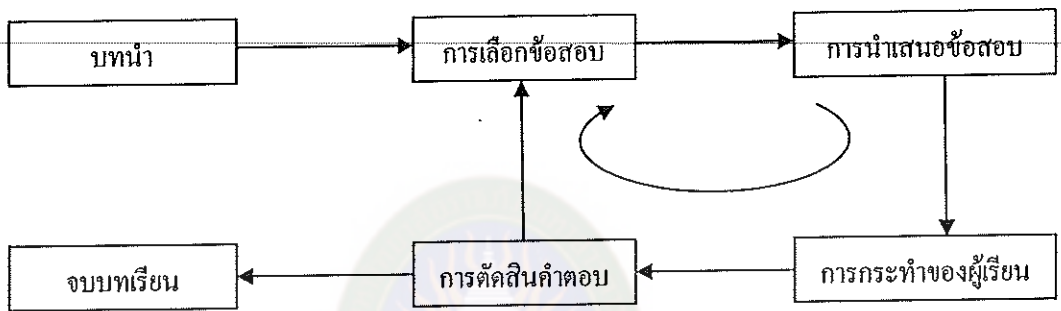 บทนำ
การเลือกข้อสอบ
การนำเสนอข้อสอบ
จบบทเรียน
การตัดสินคำตอบ
การกระทำของผู้เรียน